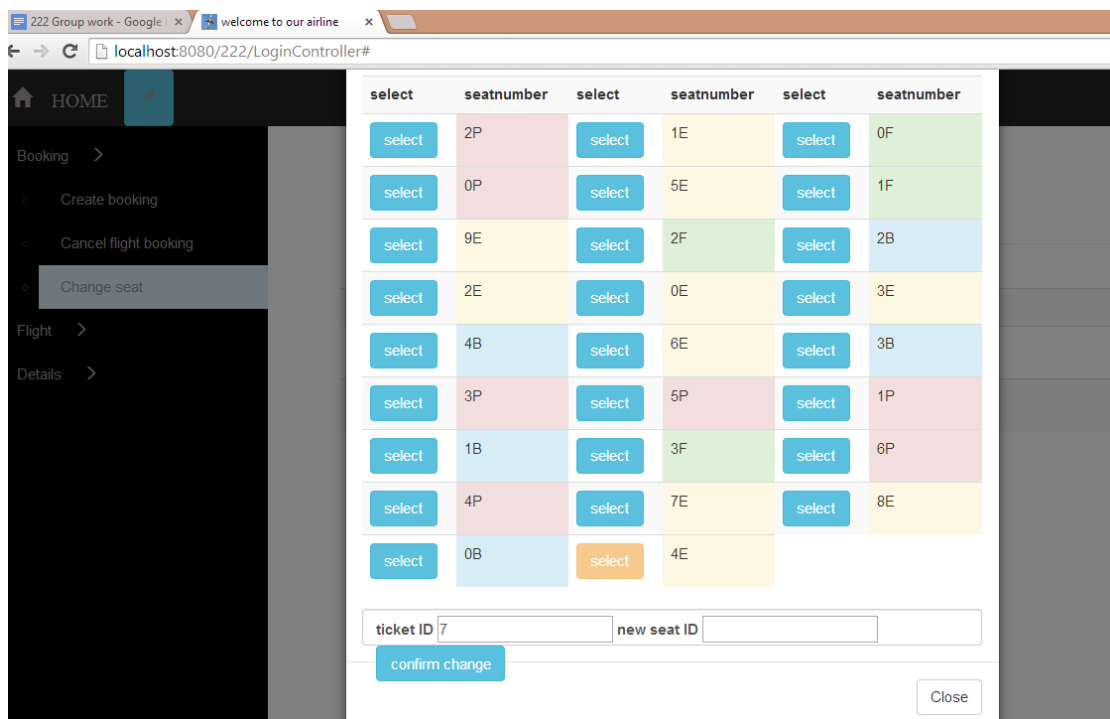 222 Group work - Google
welcome to our airline
localhost:8080/222/LoginController#
HOME
Booking
Create booking
Cancel flight booking
Change seat
Flight
Details
select seatnumber select seatnumber select seatnumber
select 2P select 1E select 0F
select 0P select 5E select 1F
select 9E select 2F select 2B
select 2E select 0E select 3E
select 4B select 6E select 3B
select 3P select 5P select 1P
select 1B select 3F select 6P
select 4P select 7E select 8E
select 0B select 4E
ticket ID 7 new seat ID
confirm change
Close